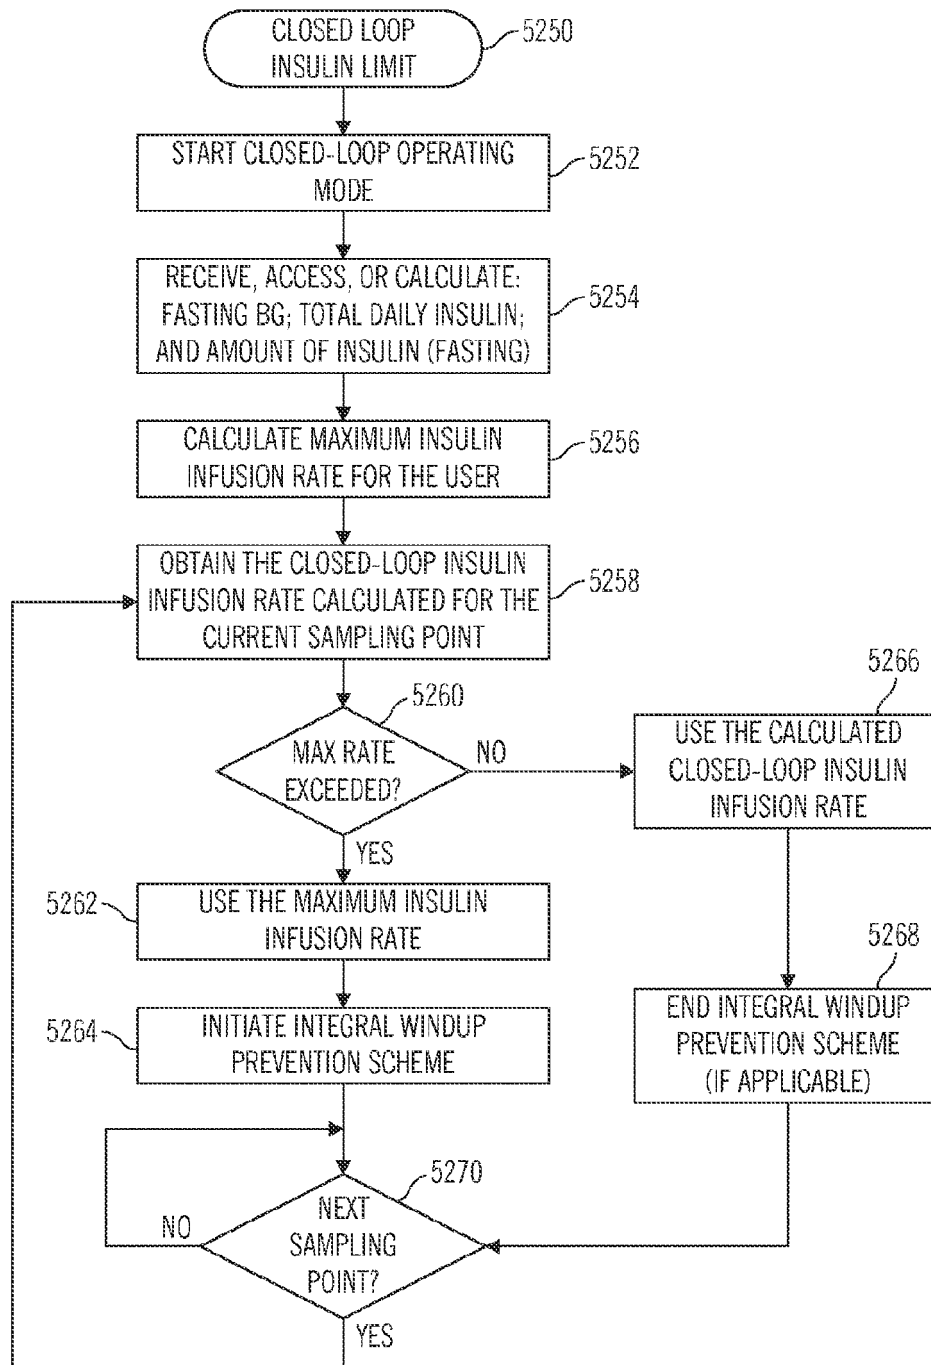 CLOSED LOOP
INSULIN LIMIT
5250
START CLOSED-LOOP OPERATING
MODE
5252
RECEIVE, ACCESS, OR CALCULATE:
FASTING BG; TOTAL DAILY INSULIN;
AND AMOUNT OF INSULIN (FASTING)
5254
CALCULATE MAXIMUM INSULIN
INFUSION RATE FOR THE USER
5256
OBTAIN THE CLOSED-LOOP INSULIN
INFUSION RATE CALCULATED FOR THE
CURRENT SAMPLING POINT
5258
5260
MAX RATE
EXCEEDED?
NO
YES
5266
USE THE CALCULATED
CLOSED-LOOP INSULIN
INFUSION RATE
5262
USE THE MAXIMUM INSULIN
INFUSION RATE
5268
END INTEGRAL WINDUP
PREVENTION SCHEME
(IF APPLICABLE)
5264
INITIATE INTEGRAL WINDUP
PREVENTION SCHEME
5270
NEXT
SAMPLING
POINT?
NO
YES